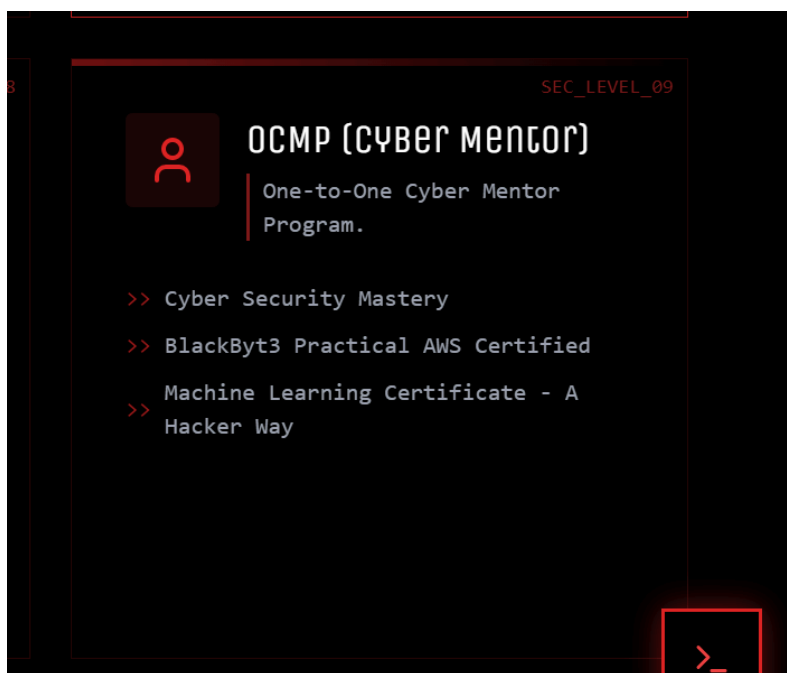 8
SEC_LEVEL_09
OCMP (Cyber Mentor)
One-to-One Cyber Mentor
Program.
>> Cyber Security Mastery
>> BlackByt3 Practical AWS Certified
>> Machine Learning Certificate - A
Hacker Way
>_